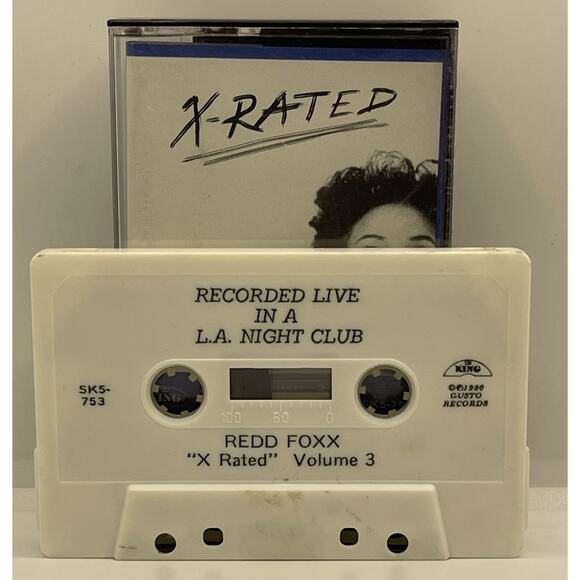 X-RATED
RECORDED LIVE
IN A
L.A. NIGHT CLUB
SK5-
753
KING
©℗1980
GUSTO
RECORDS
100 50 0
REDD FOXX
"X Rated" Volume 3